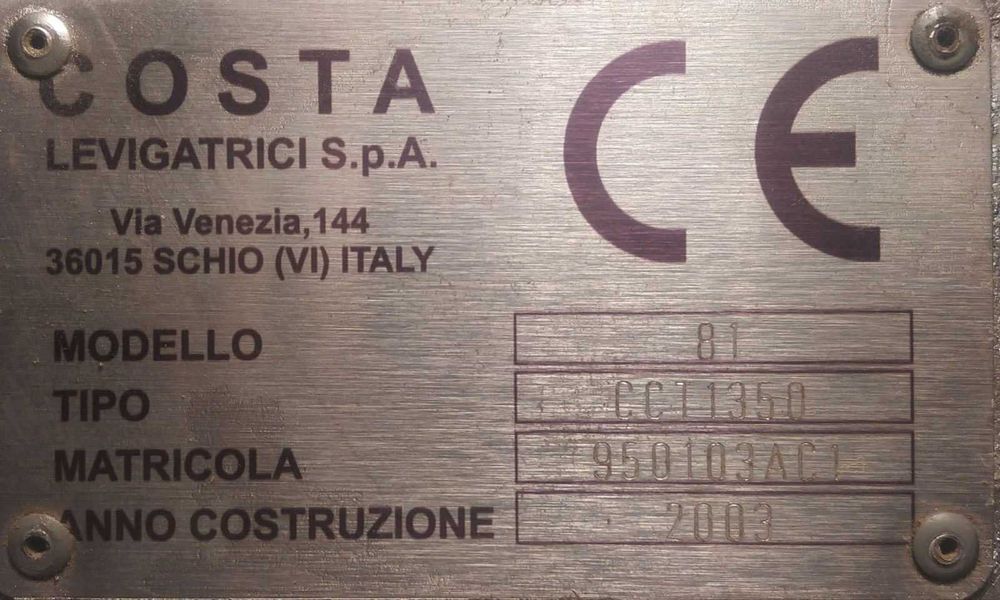 COSTA
LEVIGATRICI S.p.A.
CE
Via Venezia,144
36015 SCHIO (VI) ITALY
MODELLO 81
TIPO CCT1350
MATRICOLA 950103AC1
ANNO COSTRUZIONE 2003